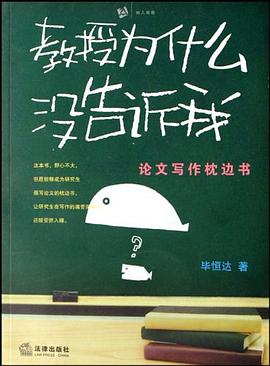 教授为什么
没告诉我
论文写作枕边书
这本书，野心不大，
但愿能够成为研究生
撰写论文的枕边书，
让研究生在写作的痛苦
还能安然入睡。
?
毕恒达 著
法律出版社
LAW PRESS · CHINA